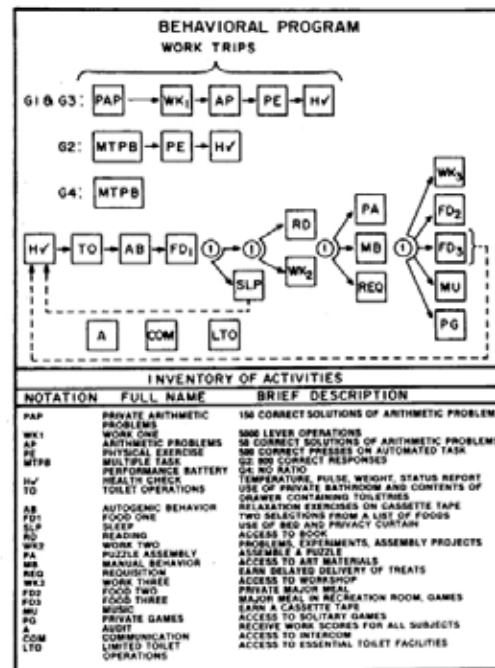 BEHAVIORAL PROGRAM
WORK TRIPS
G1 & G3: PAP WK1 AP PE H✓
G2: MTPB PE H✓
G4: MTPB
H✓ TO AB FD1 1 1 RD 1 PA 1 WK3
SLP WK2 MB FD2
REQ FD3
MU
PG
A COM LTO
INVENTORY OF ACTIVITIES
NOTATION FULL NAME BRIEF DESCRIPTION
PAP PRIVATE ARITHMETIC PROBLEMS 150 CORRECT SOLUTIONS OF ARITHMETIC PROBLEM
WK1 WORK ONE 5000 LEVER OPERATIONS
AP ARITHMETIC PROBLEMS 50 CORRECT SOLUTIONS OF ARITHMETIC PROBLEM
PE PHYSICAL EXERCISE 500 CORRECT PRESSES ON AUTOMATED TASK
MTPB MULTIPLE TASK PERFORMANCE BATTERY G2: 900 CORRECT RESPONSES
G4: NO RATIO
H✓ HEALTH CHECK TEMPERATURE, PULSE, WEIGHT, STATUS REPORT
TO TOILET OPERATIONS USE OF PRIVATE BATHROOM AND CONTENTS OF
DRAWER CONTAINING TOILETRIES
AB AUTOGENIC BEHAVIOR RELAXATION EXERCISES ON CASSETTE TAPE
FD1 FOOD ONE TWO SELECTIONS FROM A LIST OF FOODS
SLP SLEEP USE OF BED AND PRIVACY CURTAIN
RD READING ACCESS TO BOOK
WK2 WORK TWO PROBLEMS, EXPERIMENTS, ASSEMBLY PROJECTS
PA PUZZLE ASSEMBLY ASSEMBLE A PUZZLE
MB MANUAL BEHAVIOR ACCESS TO ART MATERIALS
REQ REQUISITION EARN DELAYED DELIVERY OF TREATS
WK3 WORK THREE ACCESS TO WORKSHOP
FD2 FOOD TWO PRIVATE MAJOR MEAL
FD3 FOOD THREE MAJOR MEAL IN RECREATION ROOM, GAMES
MU MUSIC EARN A CASSETTE TAPE
PG PRIVATE GAMES ACCESS TO SOLITARY GAMES
A AUDIT RECEIVE WORK SCORES FOR ALL SUBJECTS
COM COMMUNICATION ACCESS TO INTERCOM
LTO LIMITED TOILET OPERATIONS ACCESS TO ESSENTIAL TOILET FACILITIES